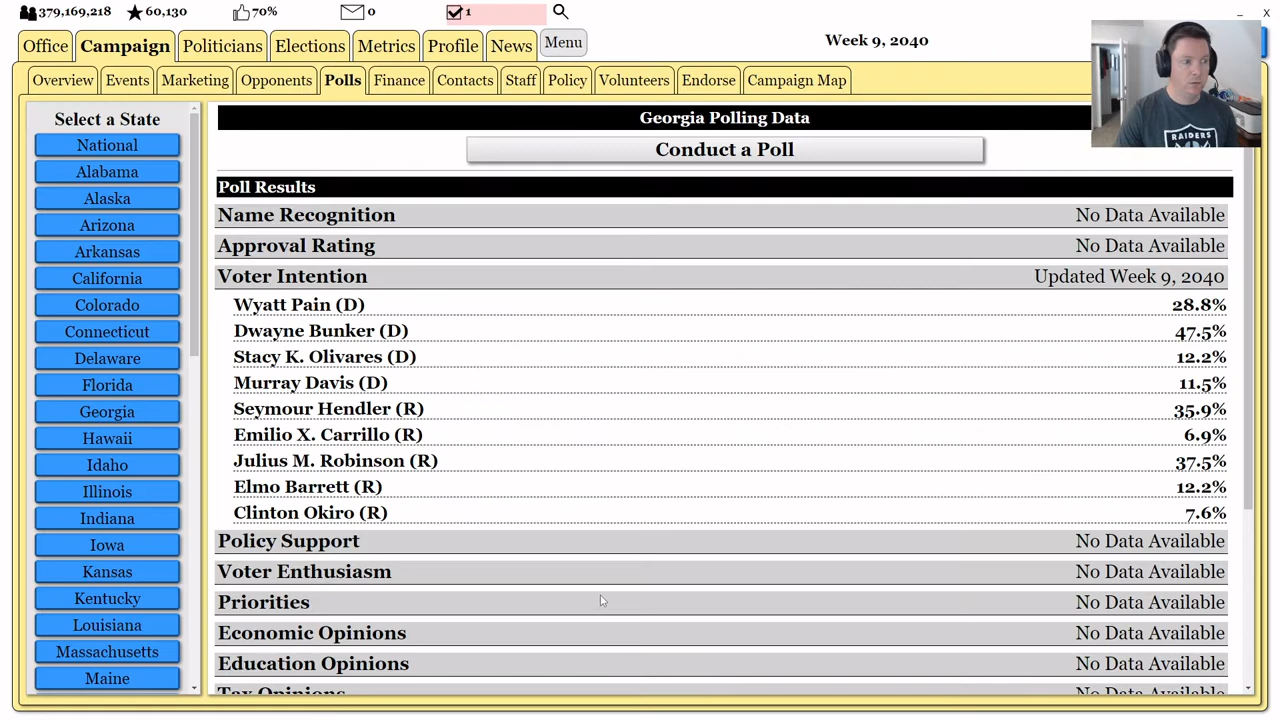 379,169,218 60,130 70% 0 1
Office Campaign Politicians Elections Metrics Profile News Menu Week 9, 2040 _ X
Overview Events Marketing Opponents Polls Finance Contacts Staff Policy Volunteers Endorse Campaign Map
Select a State
National
Alabama
Alaska
Arizona
Arkansas
California
Colorado
Connecticut
Delaware
Florida
Georgia
Hawaii
Idaho
Illinois
Indiana
Iowa
Kansas
Kentucky
Louisiana
Massachusetts
Maine
Georgia Polling Data
Conduct a Poll
Poll Results
Name Recognition No Data Available
Approval Rating No Data Available
Voter Intention Updated Week 9, 2040
Wyatt Pain (D) 28.8%
Dwayne Bunker (D) 47.5%
Stacy K. Olivares (D) 12.2%
Murray Davis (D) 11.5%
Seymour Hendler (R) 35.9%
Emilio X. Carrillo (R) 6.9%
Julius M. Robinson (R) 37.5%
Elmo Barrett (R) 12.2%
Clinton Okiro (R) 7.6%
Policy Support No Data Available
Voter Enthusiasm No Data Available
Priorities No Data Available
Economic Opinions No Data Available
Education Opinions No Data Available
Tax Opinions No Data Available
RAIDERS